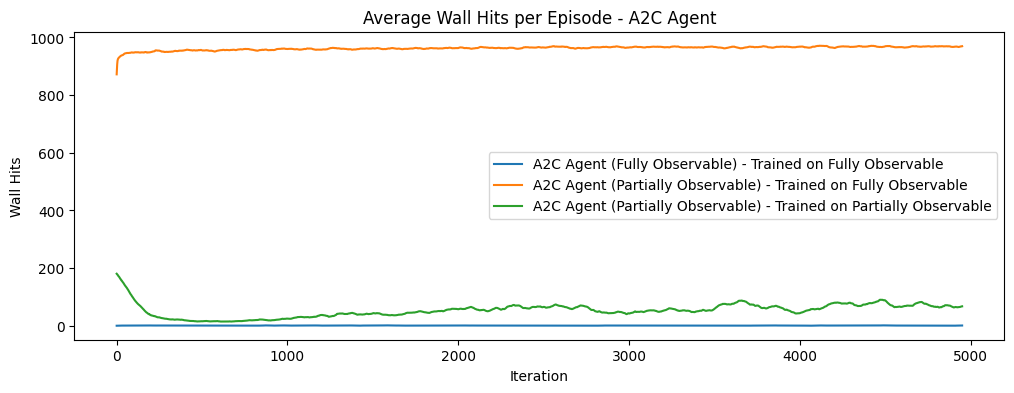 Average Wall Hits per Episode - A2C Agent
1000
800
600
400
200
0
Wall Hits
A2C Agent (Fully Observable) - Trained on Fully Observable
A2C Agent (Partially Observable) - Trained on Fully Observable
A2C Agent (Partially Observable) - Trained on Partially Observable
0 1000 2000 3000 4000 5000
Iteration